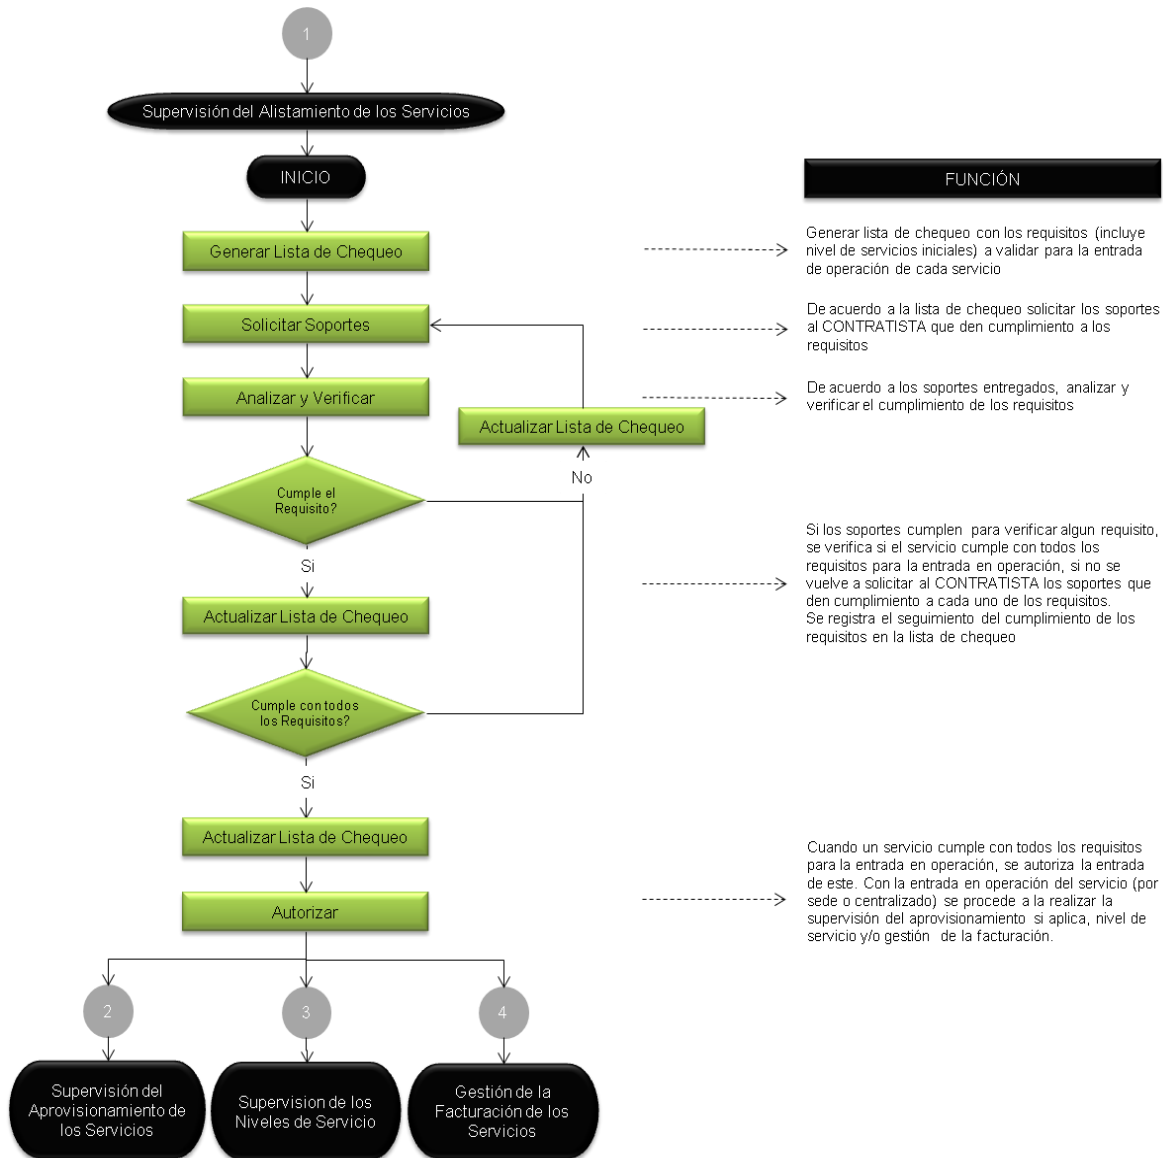 1
Supervisión del Alistamiento de los Servicios
INICIO
FUNCIÓN
Generar Lista de Chequeo
Generar lista de chequeo con los requisitos (incluye
nivel de servicios iniciales) a validar para la entrada
de operación de cada servicio
Solicitar Soportes
De acuerdo a la lista de chequeo solicitar los soportes
al CONTRATISTA que den cumplimiento a los
requisitos
Analizar y Verificar
De acuerdo a los soportes entregados, analizar y
verificar el cumplimiento de los requisitos
Actualizar Lista de Chequeo
No
Cumple el
Requisito?
Si
Si los soportes cumplen para verificar algun requisito,
se verifica si el servicio cumple con todos los
requisitos para la entrada en operación, si no se
vuelve a solicitar al CONTRATISTA los soportes que
den cumplimiento a cada uno de los requisitos.
Se registra el seguimiento del cumplimiento de los
requisitos en la lista de chequeo
Actualizar Lista de Chequeo
Cumple con todos
los Requisitos?
Si
Actualizar Lista de Chequeo
Autorizar
Cuando un servicio cumple con todos los requisitos
para la entrada en operación, se autoriza la entrada
de este. Con la entrada en operación del servicio (por
sede o centralizado) se procede a la realizar la
supervisión del aprovisionamiento si aplica, nivel de
servicio y/o gestión de la facturación.
2
3
4
Supervisión del
Aprovisionamiento de
los Servicios
Supervision de los
Niveles de Servicio
Gestión de la
Facturación de los
Servicios